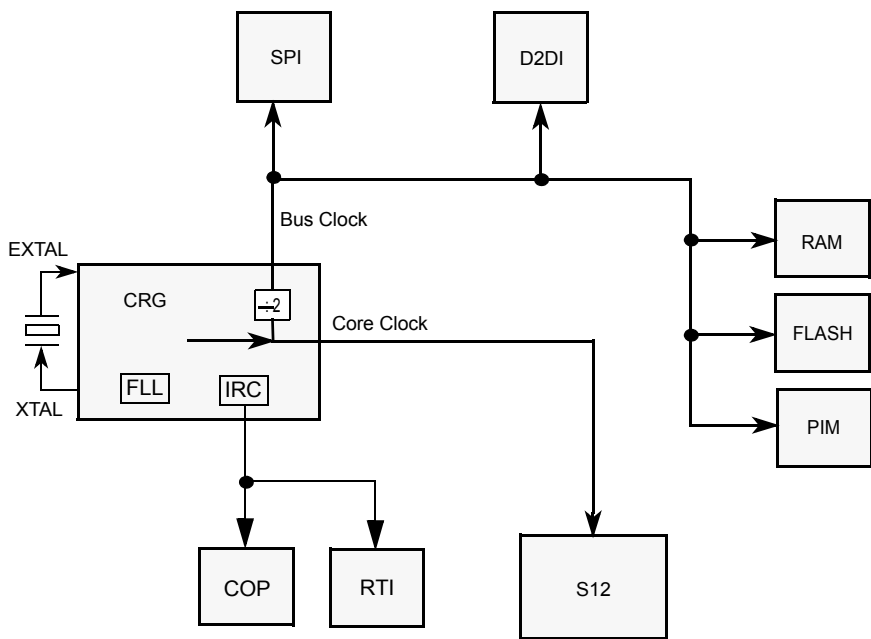 SPI
D2DI
Bus Clock
RAM
EXTAL
CRG
÷2
Core Clock
FLASH
FLL
IRC
XTAL
PIM
COP
RTI
S12